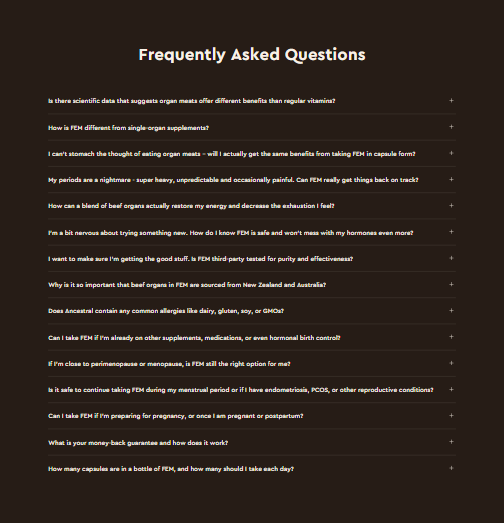 Frequently Asked Questions
Is there scientific data that suggests organ meats offer different benefits than regular vitamins? +
How is FEM different from single-organ supplements? +
I can't stomach the thought of eating organ meats - will I actually get the same benefits from taking FEM in capsule form? +
My periods are a nightmare - super heavy, unpredictable and occasionally painful. Can FEM really get things back on track? +
How can a blend of beef organs actually restore my energy and decrease the exhaustion I feel? +
I'm a bit nervous about trying something new. How do I know FEM is safe and won't mess with my hormones even more? +
I want to make sure I'm getting the good stuff. Is FEM third-party tested for purity and effectiveness? +
Why is it so important that beef organs in FEM are sourced from New Zealand and Australia? +
Does Ancestral contain any common allergies like dairy, gluten, soy, or GMOs? +
Can I take FEM if I'm already on other supplements, medications, or even hormonal birth control? +
If I'm close to perimenopause or menopause, is FEM still the right option for me? +
Is it safe to continue taking FEM during my menstrual period or if I have endometriosis, PCOS, or other reproductive conditions? +
Can I take FEM if I'm preparing for pregnancy, or once I am pregnant or postpartum? +
What is your money-back guarantee and how does it work? +
How many capsules are in a bottle of FEM, and how many should I take each day? +